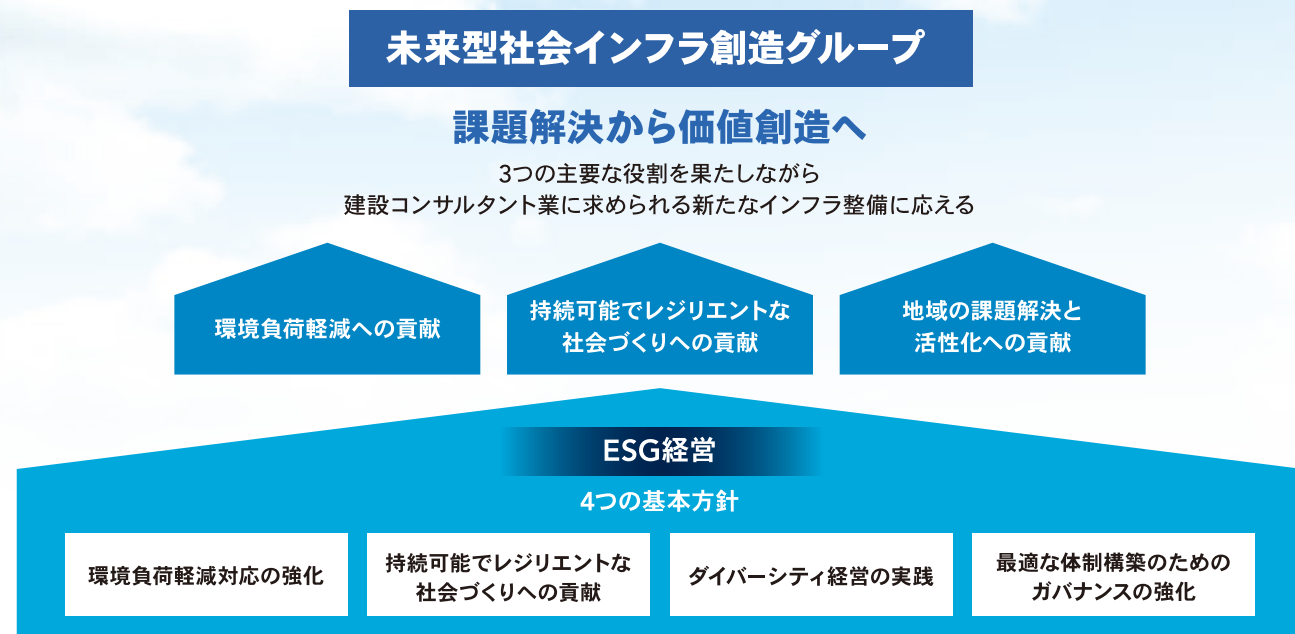 未来型社会インフラ創造グループ
課題解決から価値創造へ
3つの主要な役割を果たしながら
建設コンサルタント業に求められる新たなインフラ整備に応える
環境負荷軽減への貢献
持続可能でレジリエントな
社会づくりへの貢献
地域の課題解決と
活性化への貢献
ESG経営
4つの基本方針
環境負荷軽減対応の強化
持続可能でレジリエントな
社会づくりへの貢献
ダイバーシティ経営の実践
最適な体制構築のための
ガバナンスの強化